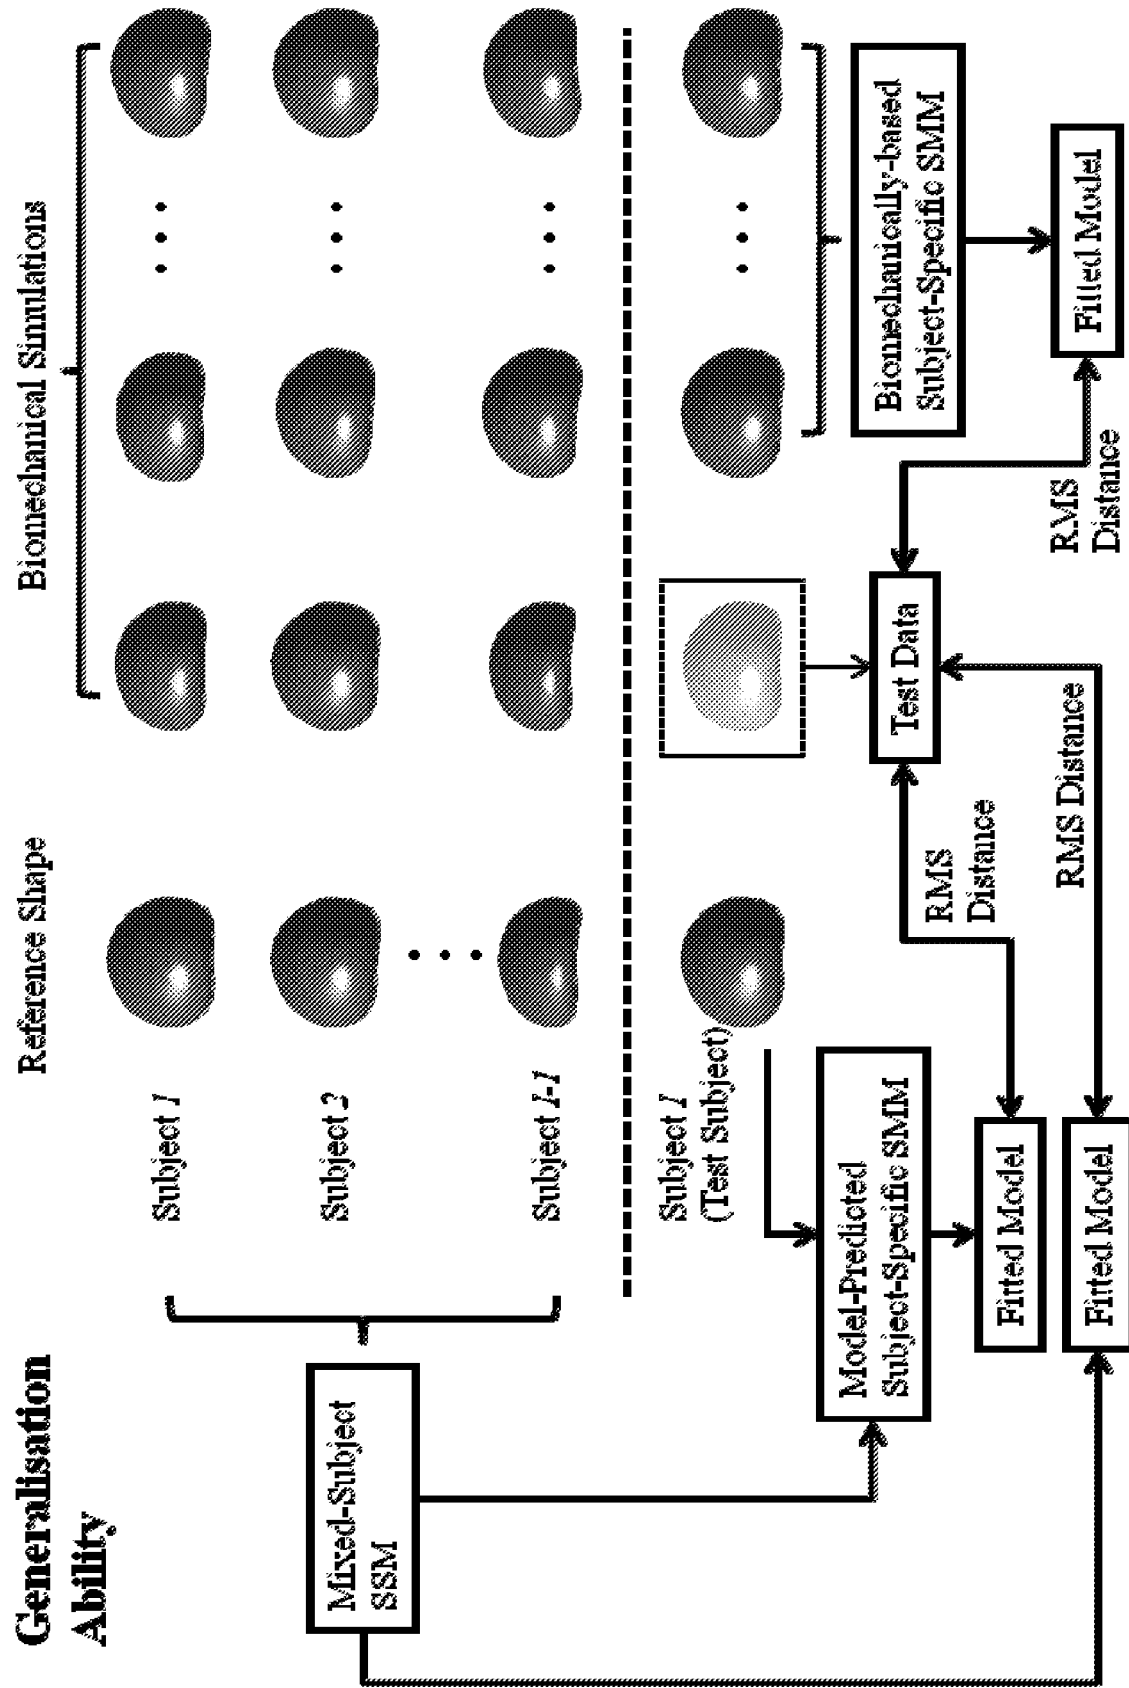 Generalisation
Ability
Reference Shape
Biomechanical Simulations
Subject 1
Mixed-Subject
SSM
Subject 2
Subject I-1
Subject I
(Test Subject)
Model-Predicted
Subject-Specific SMM
Test Data
Biomechanically-based
Subject-Specific SMM
RMS
Distance
Fitted Model
RMS Distance
Fitted Model
RMS
Distance
Fitted Model